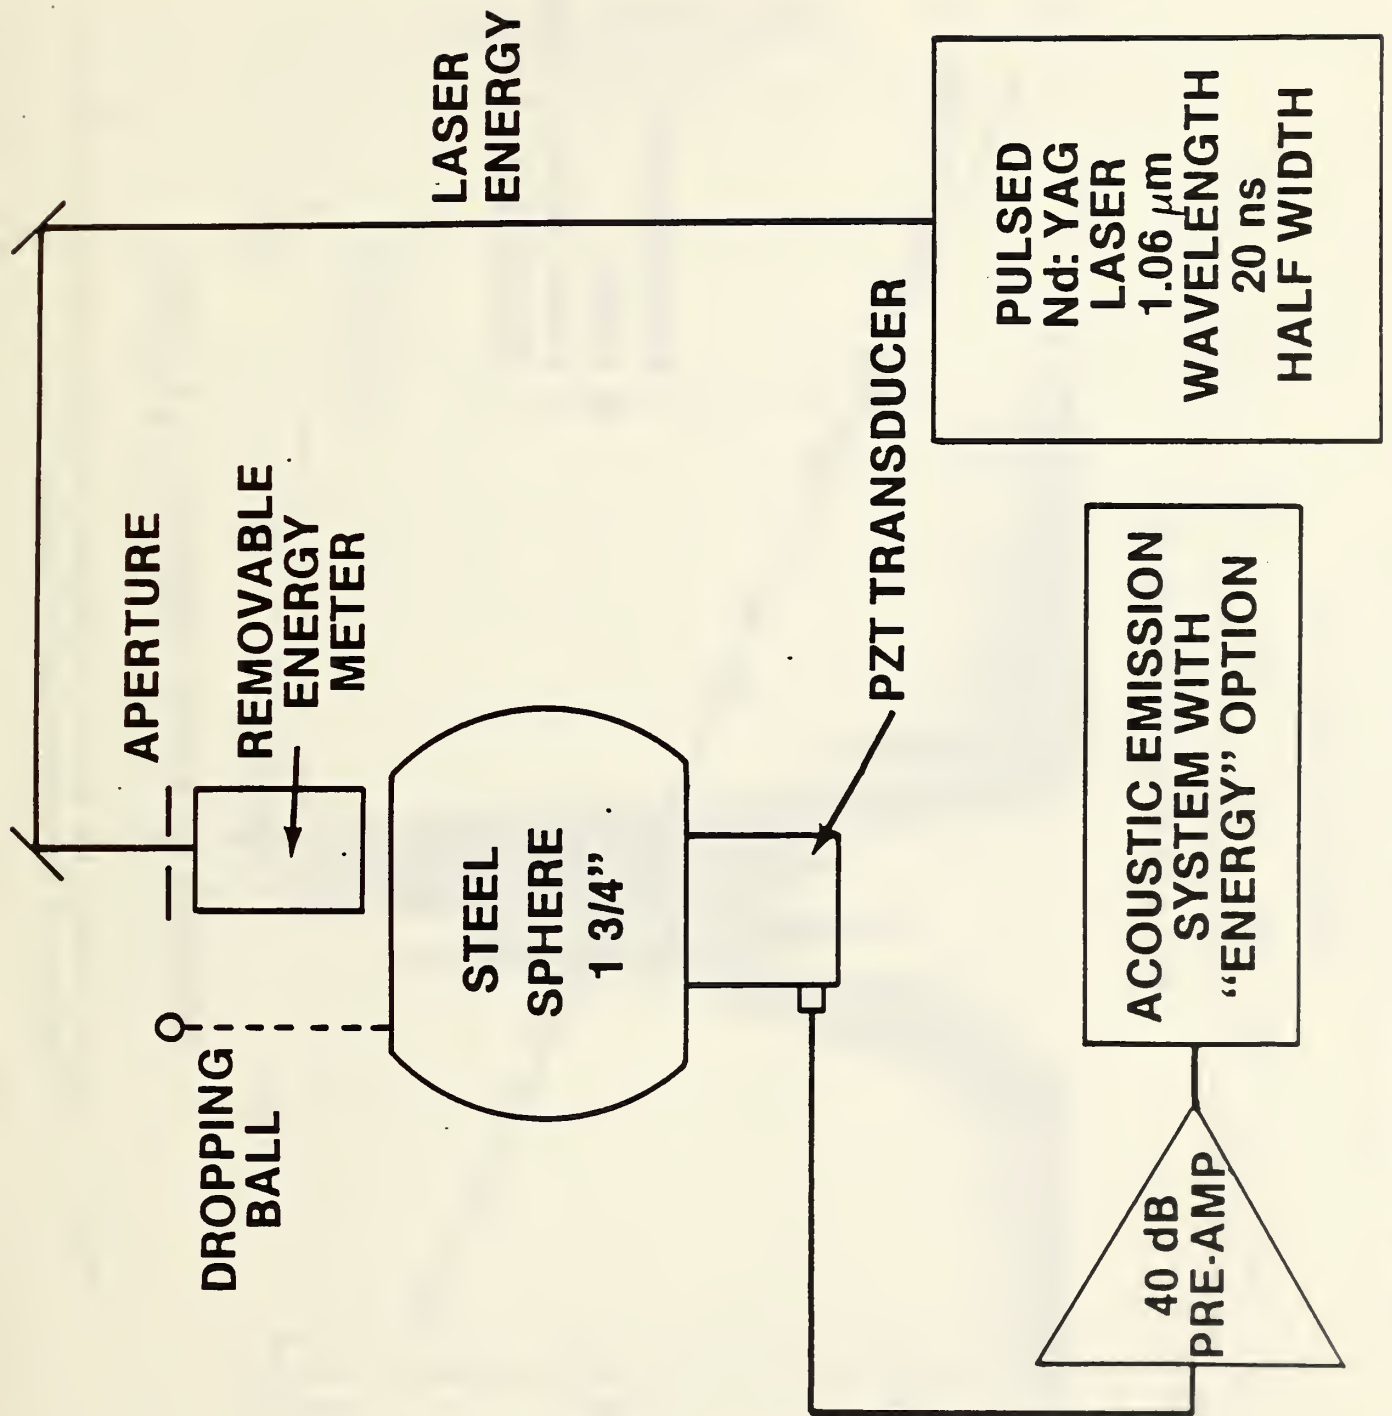 DROPPING
BALL
APERTURE
REMOVABLE
ENERGY
METER
LASER
ENERGY
STEEL
SPHERE
1 3/4"
PZT TRANSDUCER
PULSED
Nd: YAG
LASER
1.06 μm
WAVELENGTH
20 ns
HALF WIDTH
40 dB
PRE-AMP
ACOUSTIC EMISSION
SYSTEM WITH
“ENERGY” OPTION